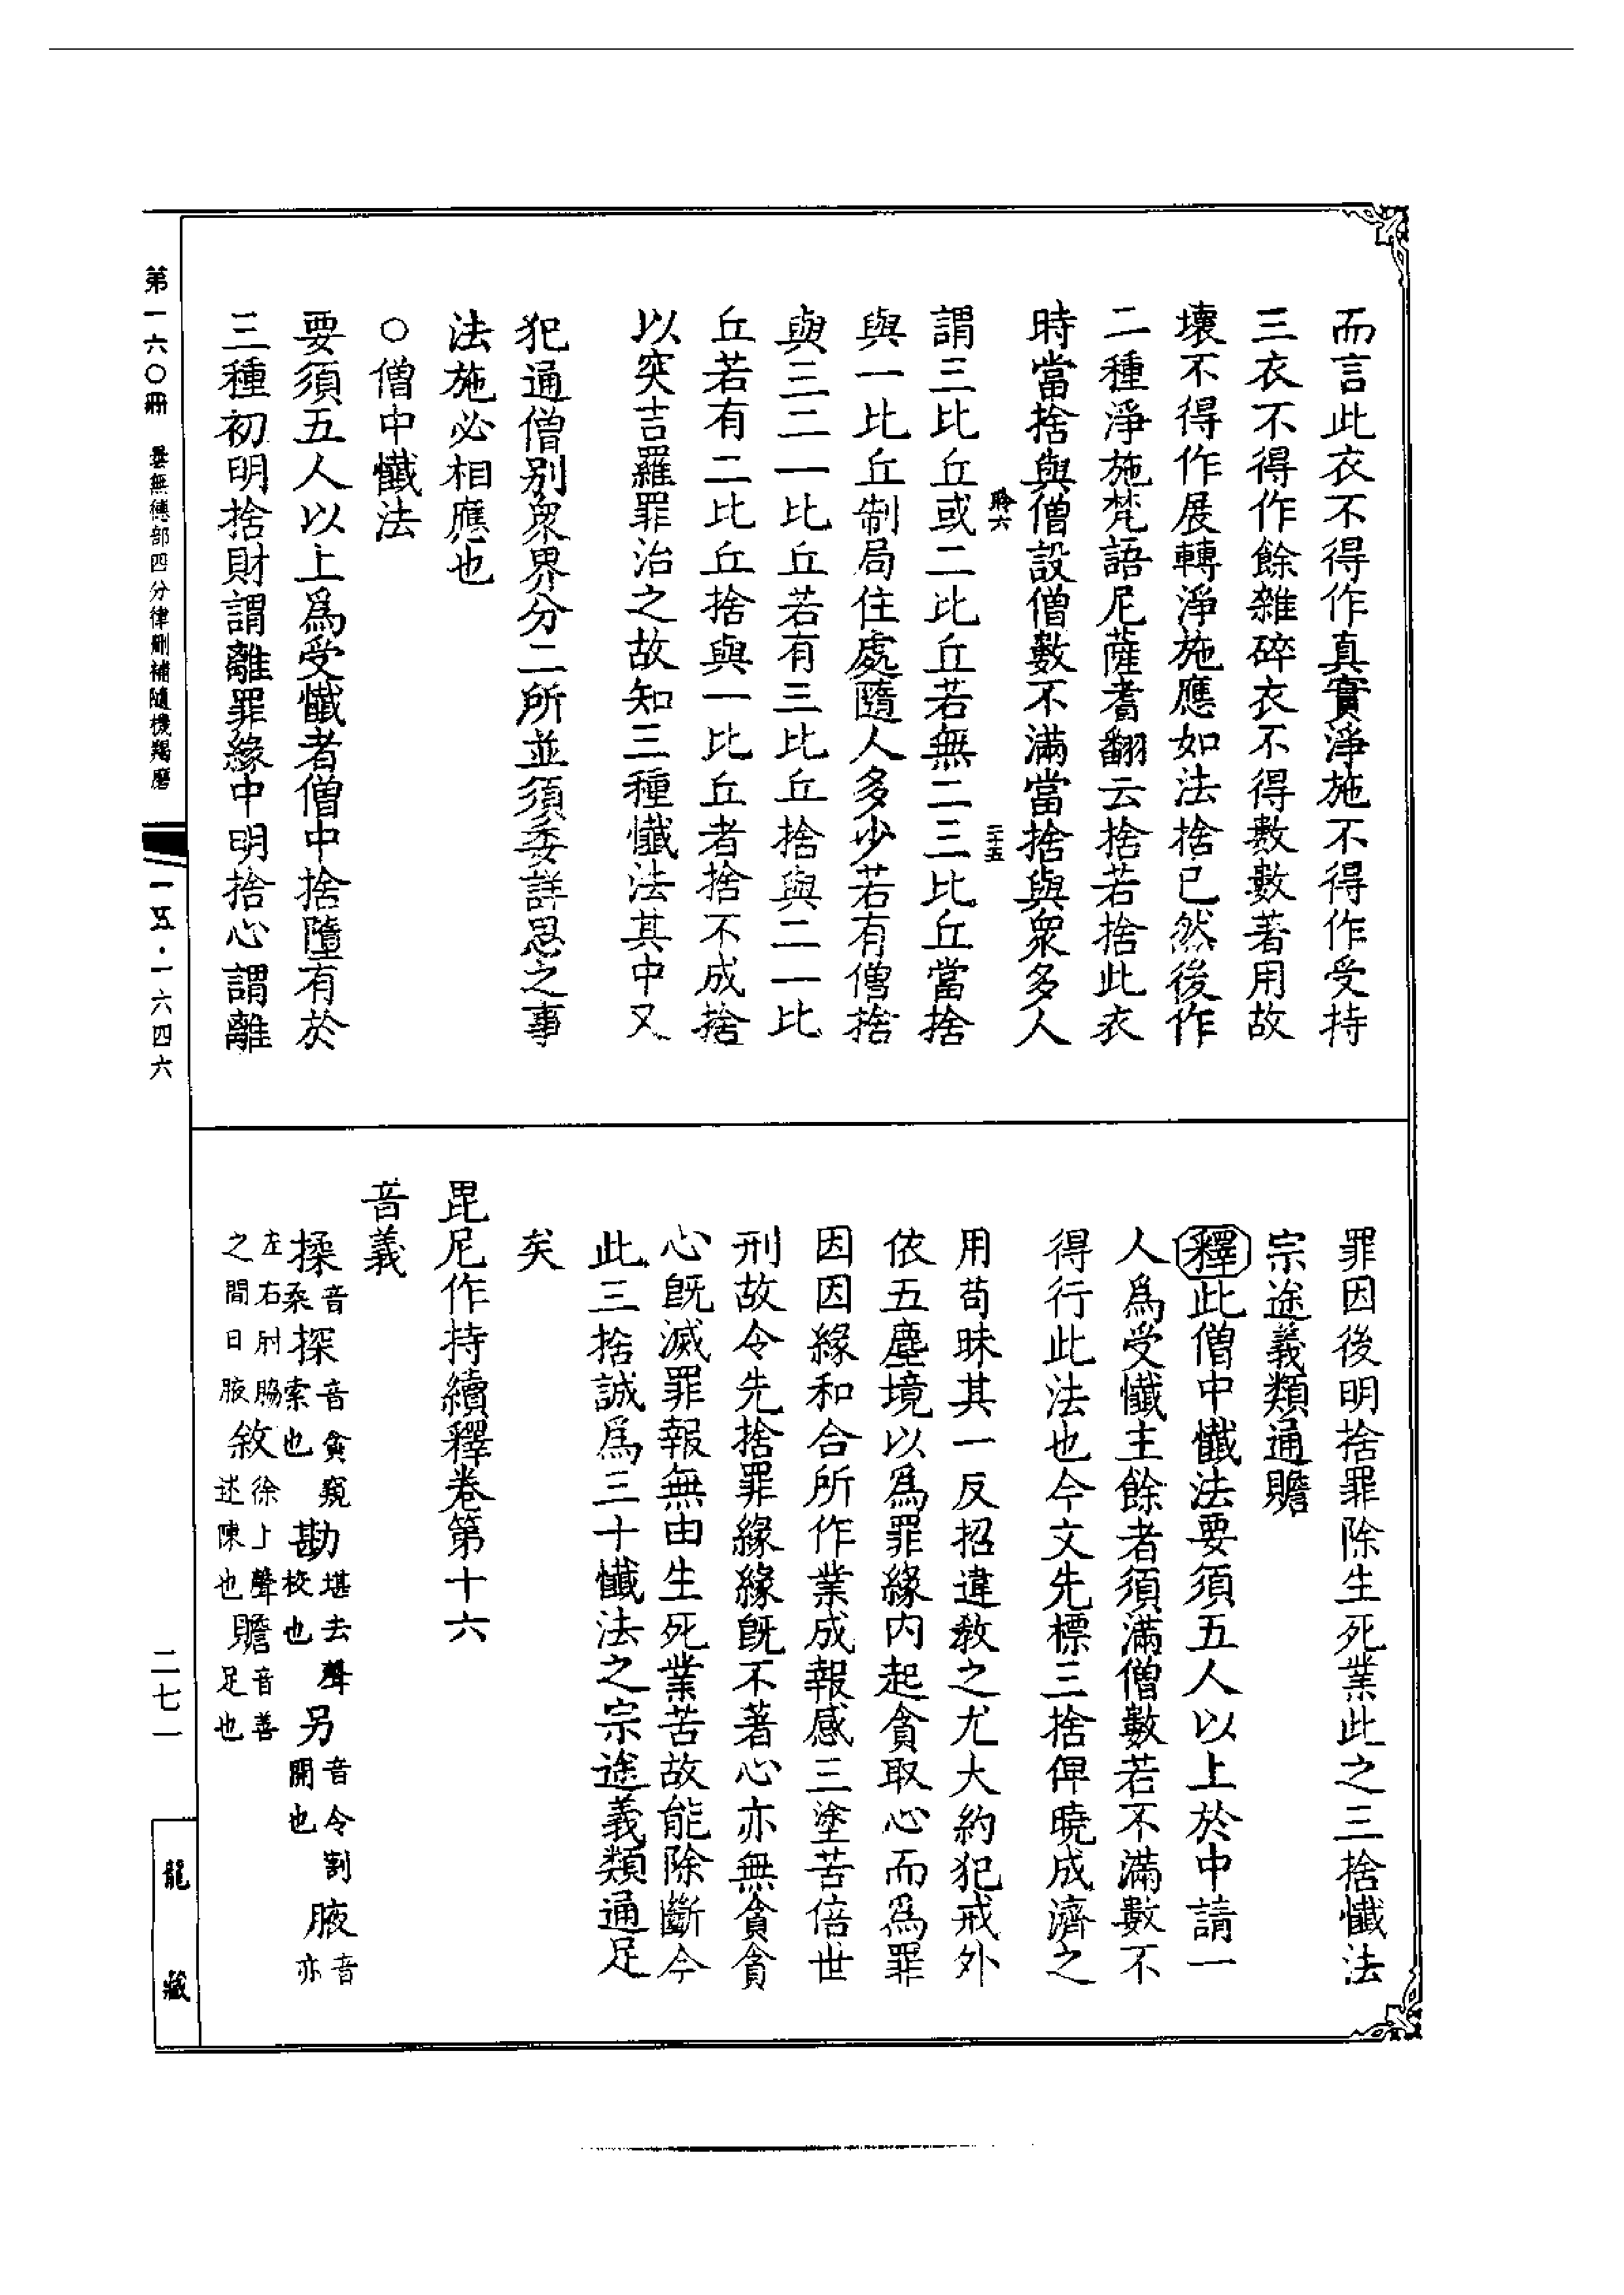 而言此衣不得作真實淨施不得作受持
三衣不得作餘雜碎衣不得數數著用故
壞不得作展轉淨施應如法捨已然後作
二種淨施梵語尼薩耆翻云捨若捨此衣
時當捨與僧設僧數不滿當捨與衆多人
聆六
二十五
謂三比丘或二比丘若無二三比丘當捨
與一比丘制局住處隨人多少若有僧捨
與三二一比丘若有三比丘捨與二一比
丘若有二比丘捨與一比丘者捨不成捨
以突吉羅罪治之故知三種懺法其中又
犯通僧別衆界分二所並須委詳思之事
法施必相應也
○僧中懺法
要須五人以上爲受懺者僧中捨墮有於
三種初明捨財謂離罪緣中明捨心謂離
罪因後明捨罪除生死業此之三捨懺法
宗途義類通贍
釋此僧中懺法要須五人以上於中請一
人爲受懺主餘者須滿僧數若不滿數不
得行此法也今文先標三捨俾曉成濟之
用苟昧其一反招違教之尤大約犯戒外
依五塵境以爲罪緣内起貪取心而爲罪
因因緣和合所作業成報感三塗苦倍世
刑故令先捨罪緣緣既不著心亦無貪貪
心既滅罪報無由生死業苦故能除斷今
此三捨誠爲三十懺法之宗途義類通足
矣
毘尼作持續釋卷第十六
音義
揉音柔探音貪窺索也勘堪去聲校也另音令割開也腋音亦
左右肘脇之間曰腋敘徐上聲述陳也贍音善足也
第一六〇冊 曇無德部四分律刪補隨機羯磨
一五·一六四六
二七一
龍藏